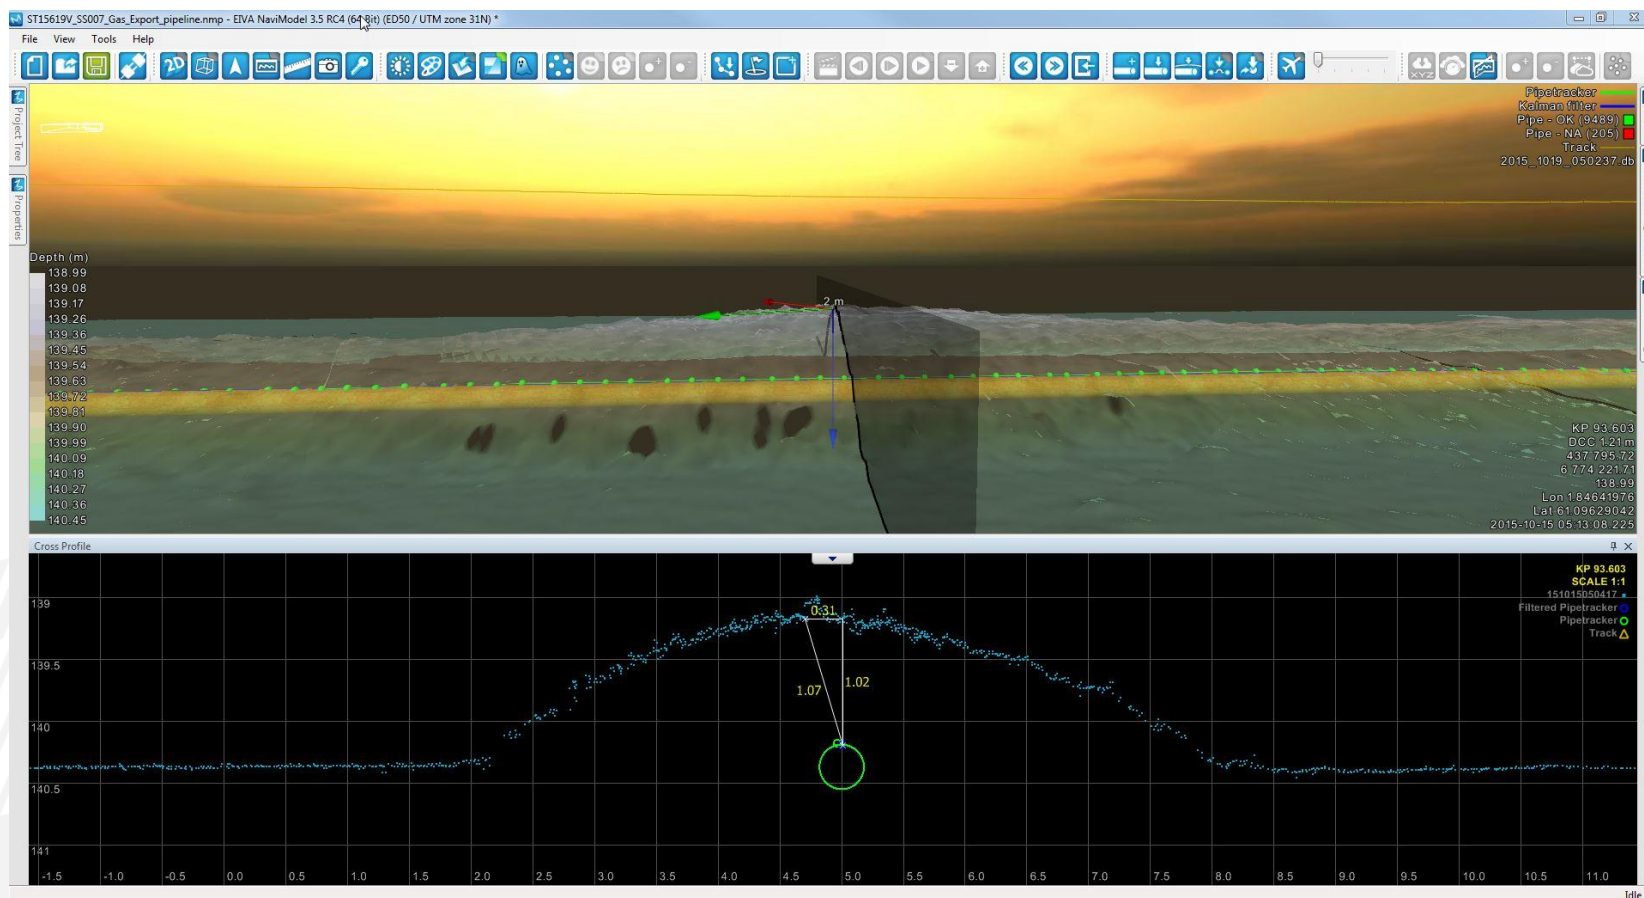 ST15619V_SS007_Gas_Export_pipeline.nmp - EIVA NaviModel 3.5 RC4 (64 Bit) (ED50 / UTM zone 31N) *
File View Tools Help
2D
XYZ
Project Tree
Properties
Pipetracker
Kalman filter
Pipe - OK (9489)
Pipe - NA (205)
Track
2015_1019_050237.db
Depth (m)
138.99
139.08
139.17
139.26
139.36
139.45
139.54
139.63
139.72
139.81
139.90
139.99
140.09
140.18
140.27
140.36
140.45
2 m
KP 93.603
DCC 1.21 m
437 795.72
6 774 221.71
138.99
Lon 1.84641976
Lat 61.09629042
2015-10-15 05:13:08.225
Cross Profile
KP 93.603
SCALE 1:1
151015050417
Filtered Pipetracker
Pipetracker
Track
139
139.5
140
140.5
141
0.31
1.07
1.02
-1.5 -1.0 -0.5 0.0 0.5 1.0 1.5 2.0 2.5 3.0 3.5 4.0 4.5 5.0 5.5 6.0 6.5 7.0 7.5 8.0 8.5 9.0 9.5 10.0 10.5 11.0
Idle